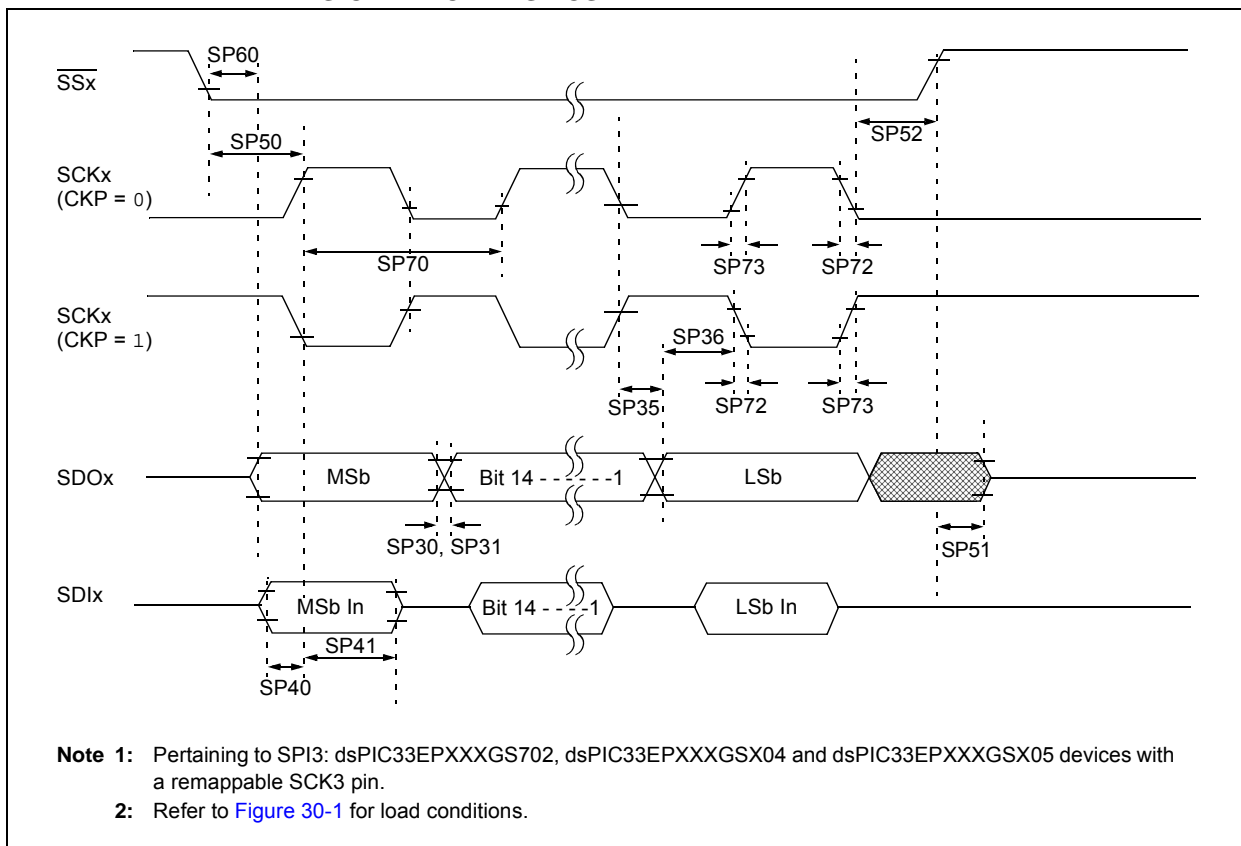 SP60
SSx
SP52
SP50
SCKx
(CKP = 0)
SP70
SP73
SP72
SCKx
(CKP = 1)
SP36
SP35
SP72
SP73
SDOx
MSb
Bit 14 - - - - - -1
LSb
SP30, SP31
SP51
SDIx
MSb In
Bit 14 - - - -1
LSb In
SP41
SP40
Note 1: Pertaining to SPI3: dsPIC33EPXXXGS702, dsPIC33EPXXXGSX04 and dsPIC33EPXXXGSX05 devices with
a remappable SCK3 pin.
2: Refer to Figure 30-1 for load conditions.